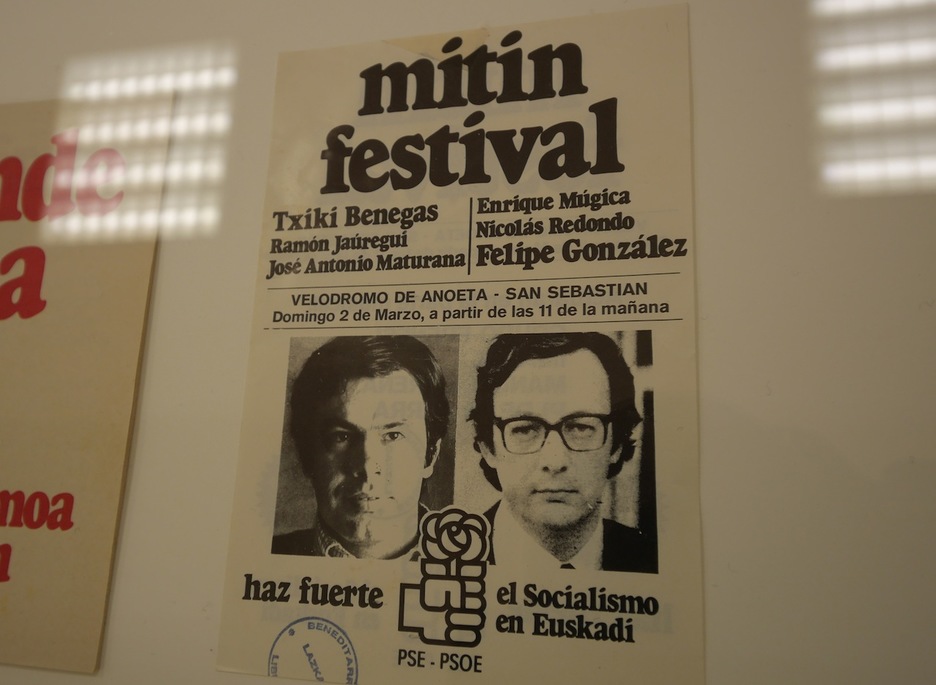 mitin
festival
Txiki Benegas
Ramón Jaúregui
José Antonio Maturana
Enrique Múgica
Nicolás Redondo
Felipe González
VELODROMO DE ANOETA - SAN SEBASTIAN
Domingo 2 de Marzo, a partir de las 11 de la mañana
haz fuerte
el Socialismo
en Euskadi
PSE - PSOE